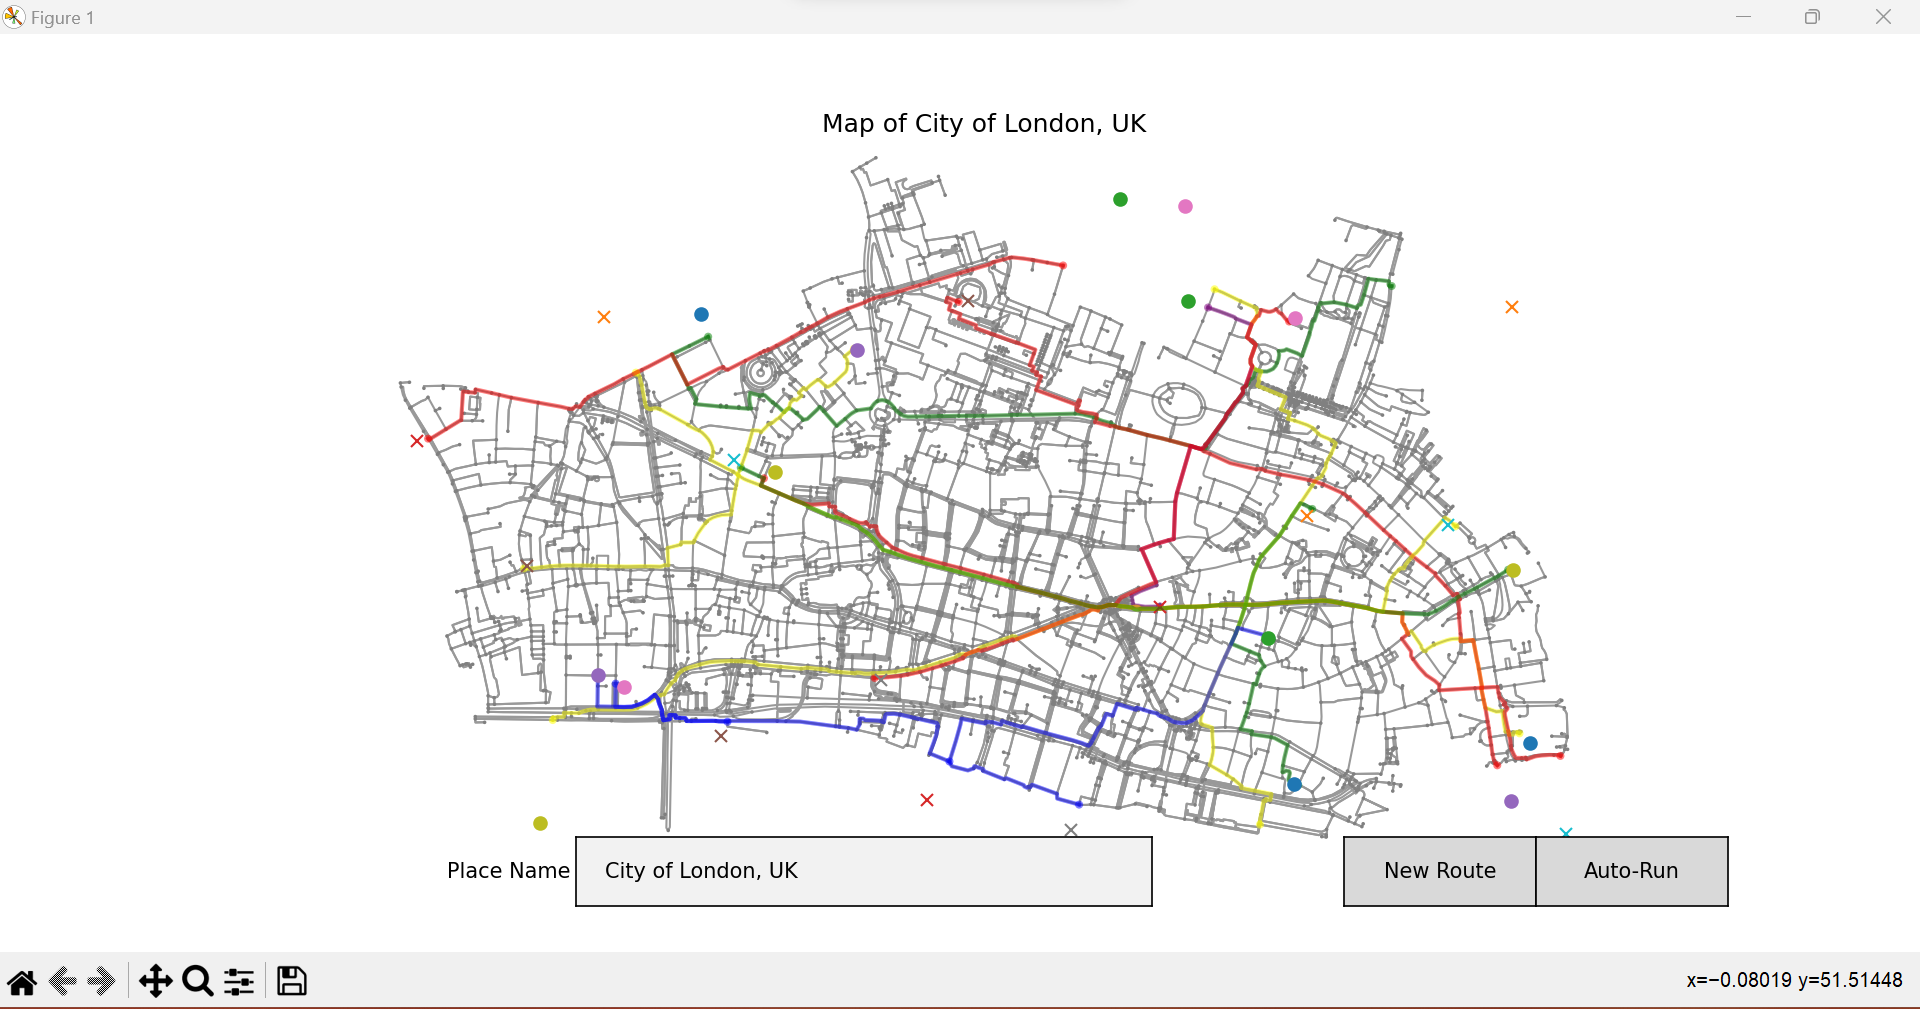 Figure 1
Map of City of London, UK
Place Name
City of London, UK
New Route
Auto-Run
x=−0.08019 y=51.51448